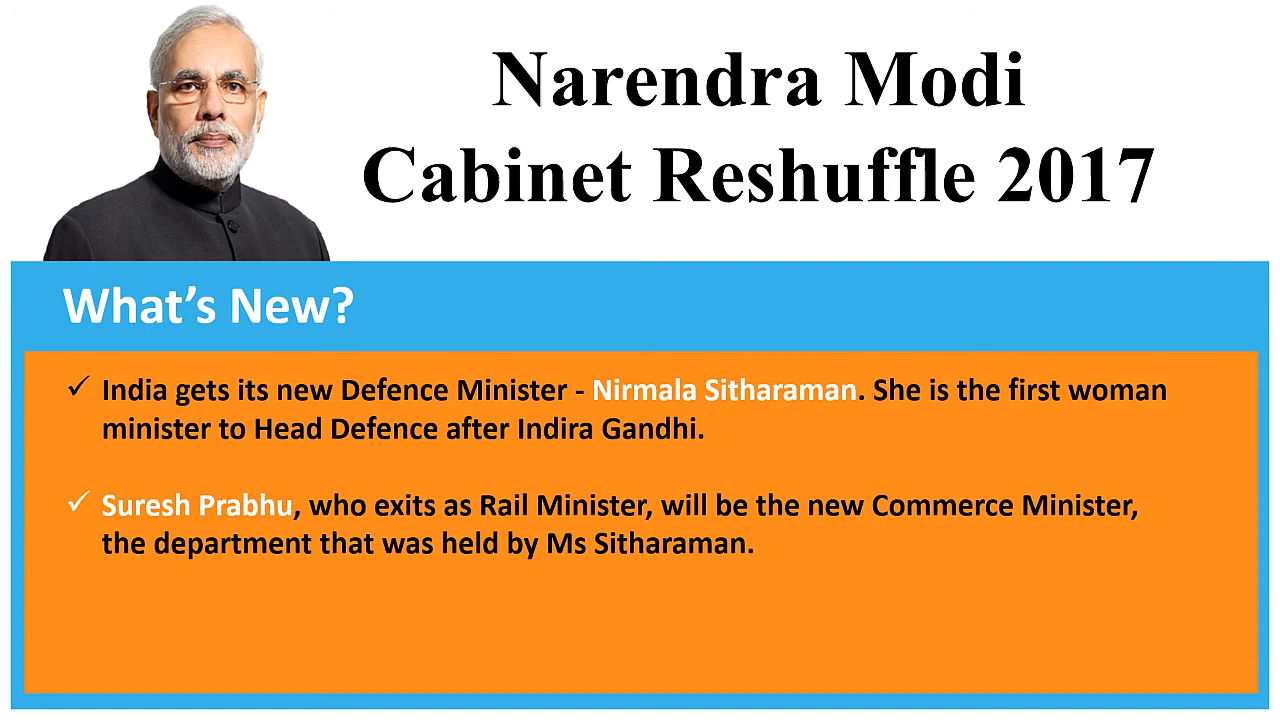 Narendra Modi
Cabinet Reshuffle 2017
What’s New?
✓ India gets its new Defence Minister - Nirmala Sitharaman. She is the first woman
minister to Head Defence after Indira Gandhi.
✓ Suresh Prabhu, who exits as Rail Minister, will be the new Commerce Minister,
the department that was held by Ms Sitharaman.